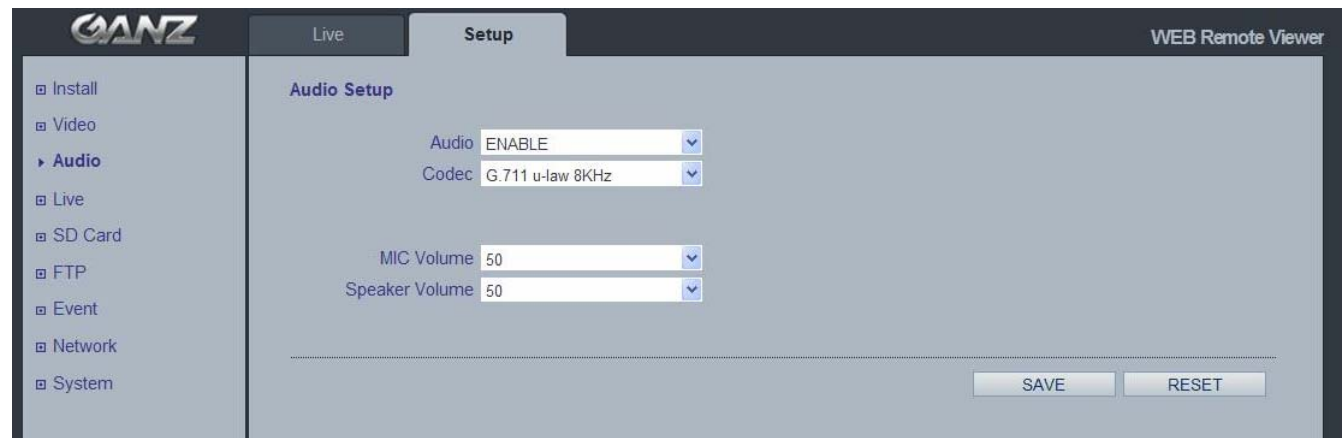 GANZ
Live
Setup
WEB Remote Viewer
Install
Video
Audio
Live
SD Card
FTP
Event
Network
System
Audio Setup
Audio ENABLE
Codec G.711 u-law 8KHz
MIC Volume 50
Speaker Volume 50
SAVE
RESET